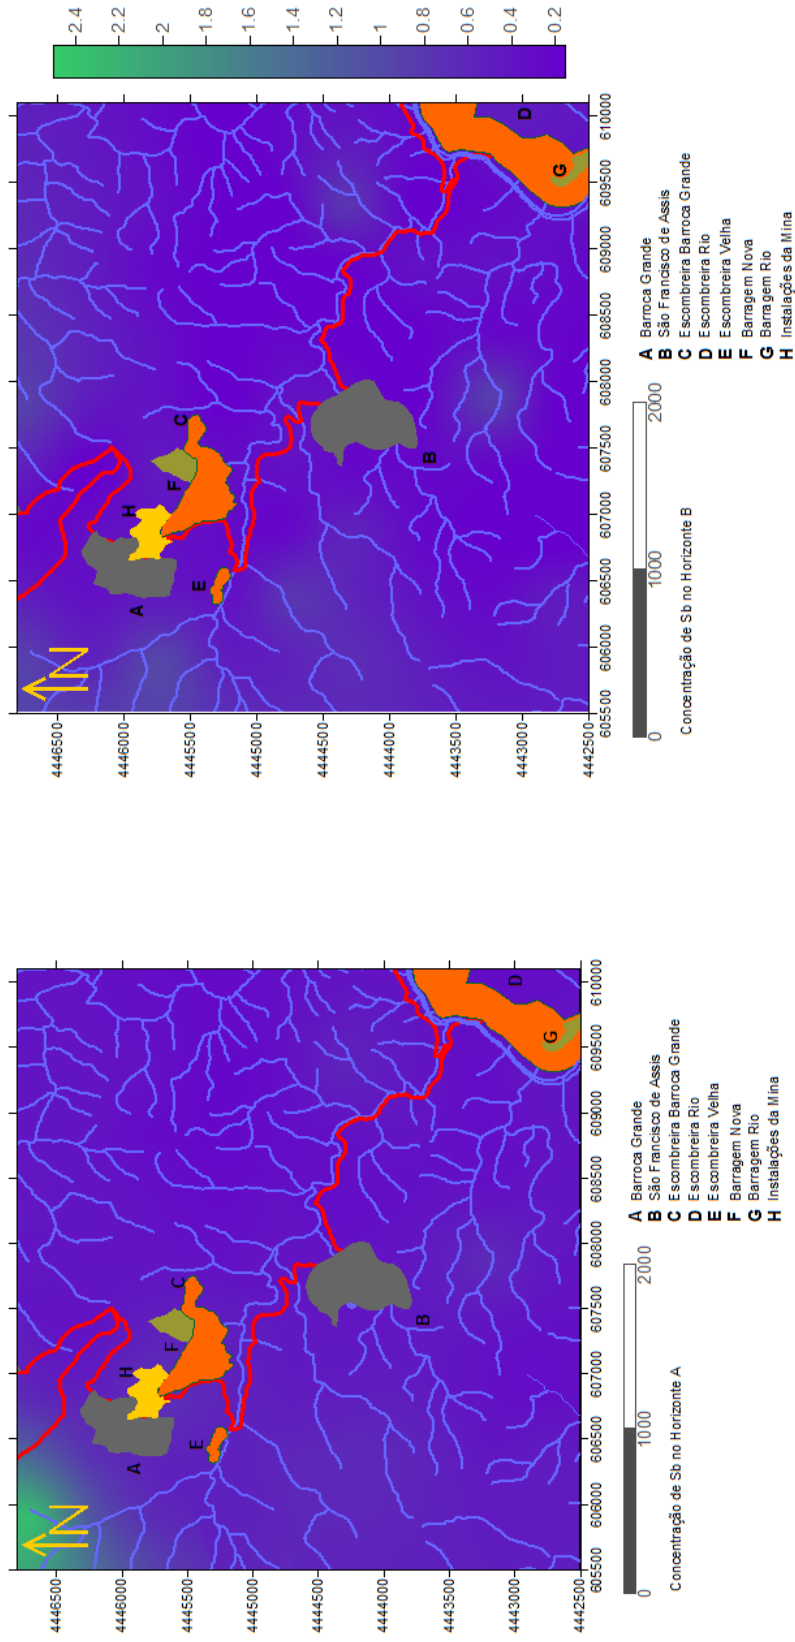 N
A
B
C
D
E
F
G
H
4446500
4446000
4445500
4445000
4444500
4444000
4443500
4443000
4442500
605500
606000
606500
607000
607500
608000
608500
609000
609500
610000
0
1000
2000
Concentração de Sb no Horizonte A
A Barroca Grande
B São Francisco de Assis
C Escombreira Barroca Grande
D Escombreira Rio
E Escombreira Velha
F Barragem Nova
G Barragem Rio
H Instalações da Mina
N
A
B
C
D
E
F
G
H
4446500
4446000
4445500
4445000
4444500
4444000
4443500
4443000
4442500
605500
606000
606500
607000
607500
608000
608500
609000
609500
610000
0
1000
2000
Concentração de Sb no Horizonte B
A Barroca Grande
B São Francisco de Assis
C Escombreira Barroca Grande
D Escombreira Rio
E Escombreira Velha
F Barragem Nova
G Barragem Rio
H Instalações da Mina
2.4
2.2
2
1.8
1.6
1.4
1.2
1
0.8
0.6
0.4
0.2